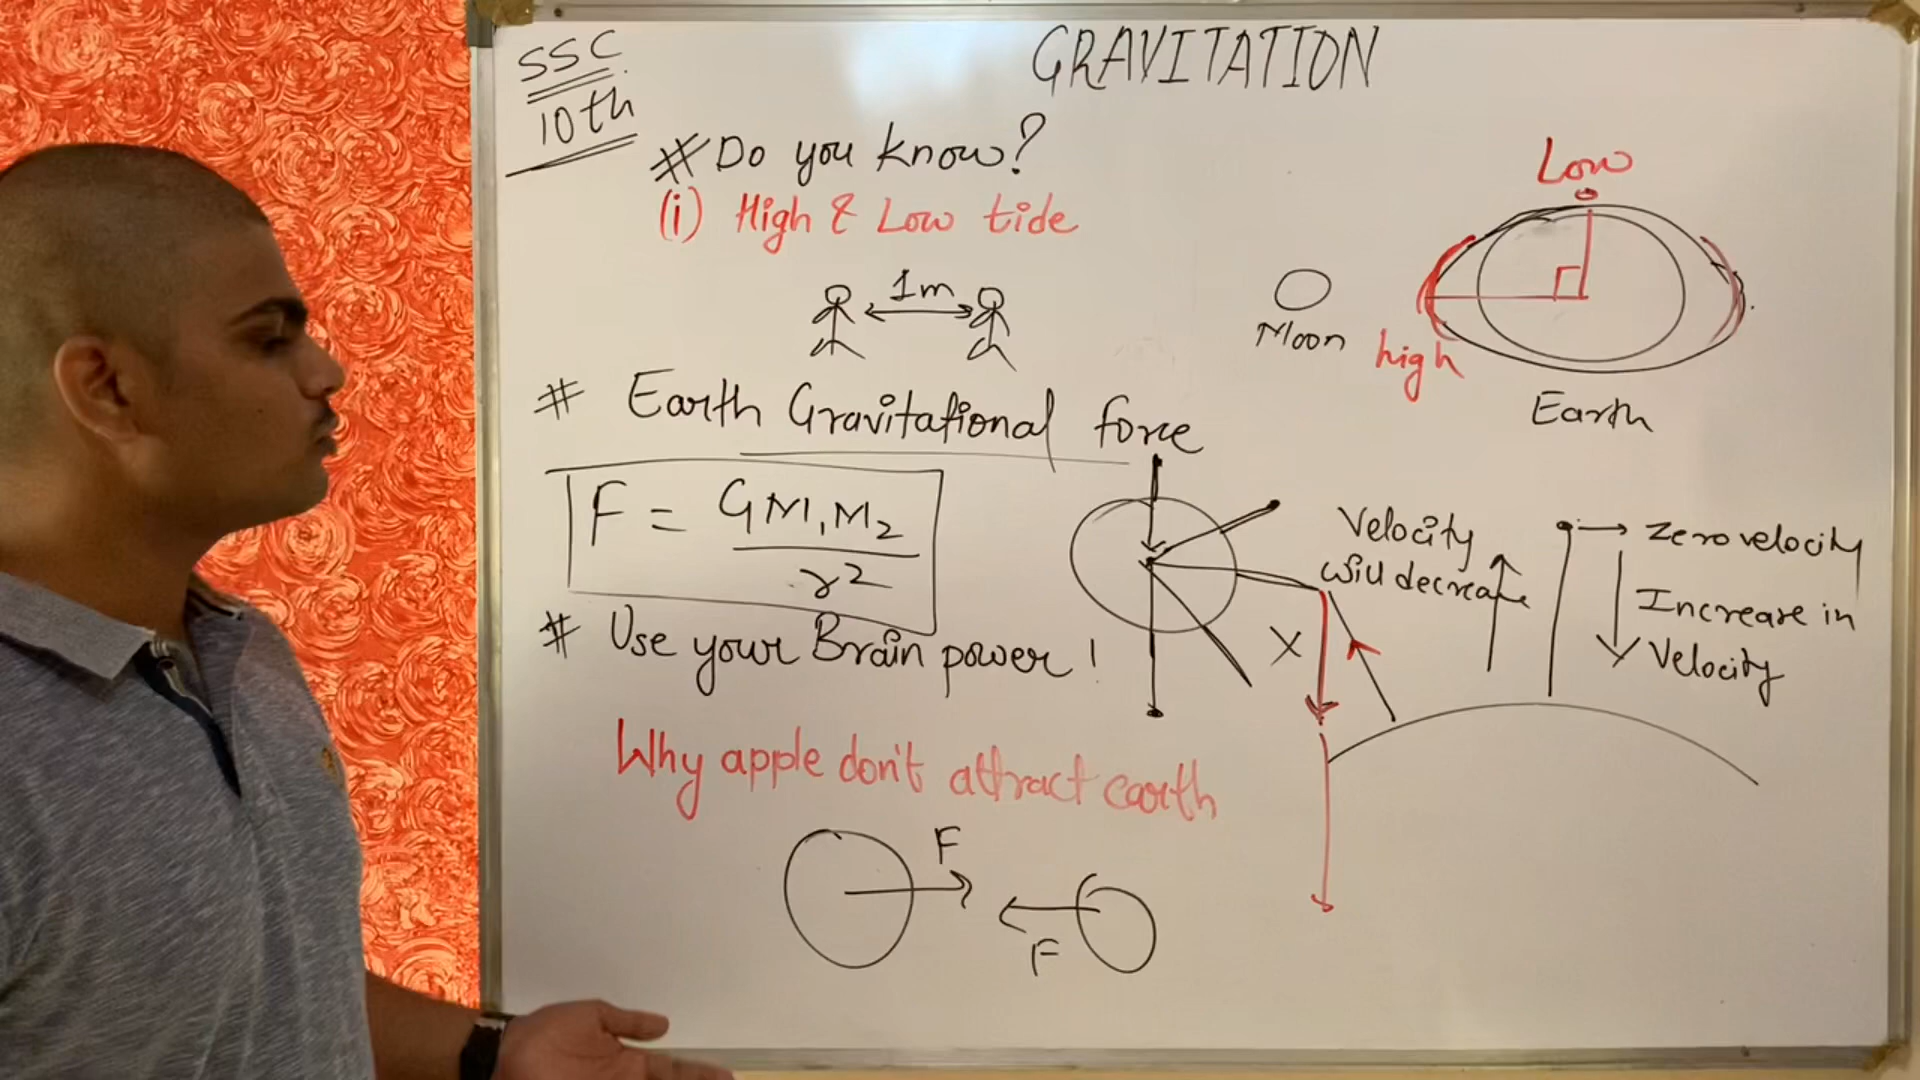 SSC
10th
GRAVITATION
# Do you know?
(i) High & Low tide
1m
Low
Moon
high
Earth
# Earth Gravitational force
F = GM1M2
r2
Velocity
will decrease
Zero velocity
Increase in
Velocity
X
# Use your Brain power!
Why apple don't attract earth
F
F